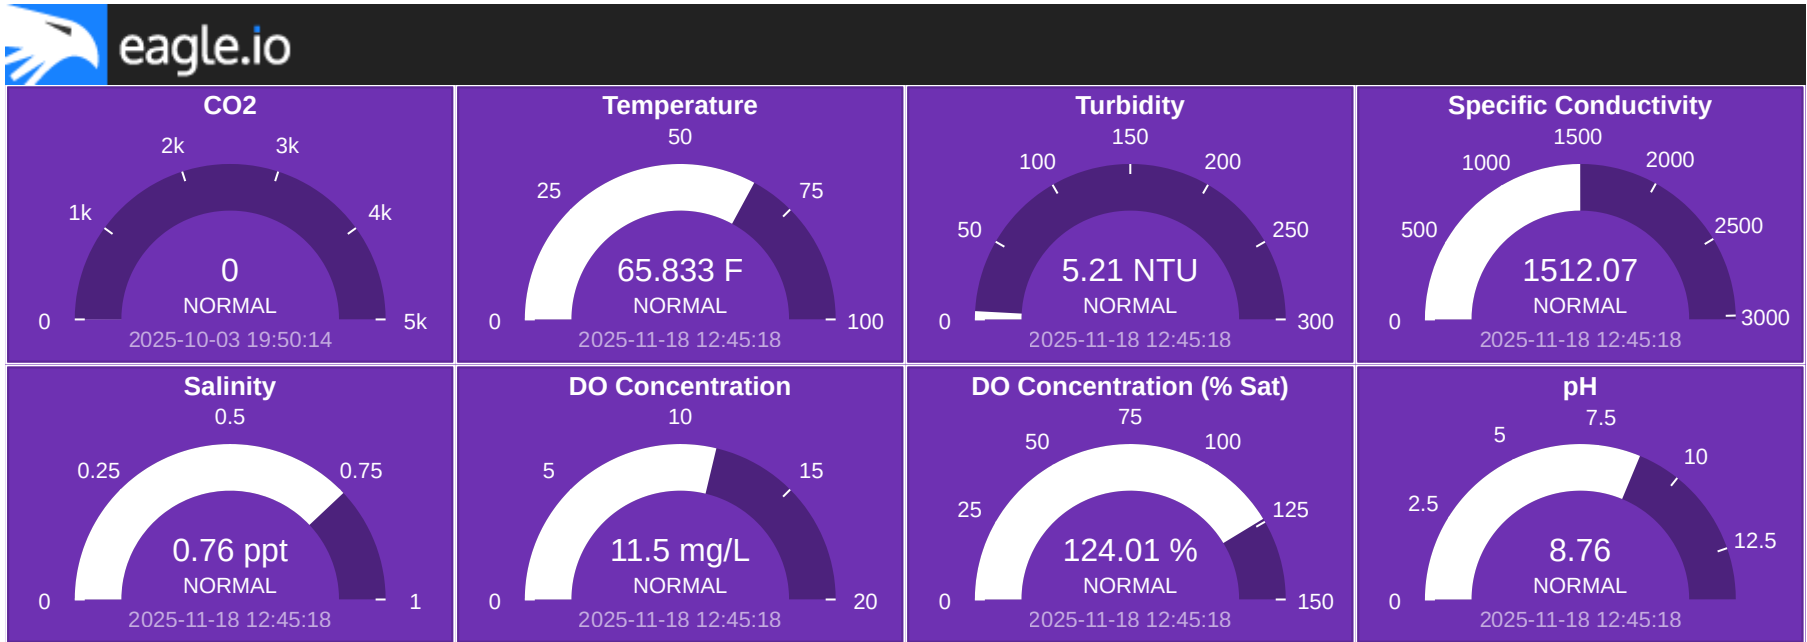 eagle.io
CO2
2k
3k
1k
4k
0
5k
0
NORMAL
2025-10-03 19:50:14
Temperature
50
25
75
0
100
65.833 F
NORMAL
2025-11-18 12:45:18
Turbidity
150
100
200
50
250
0
300
5.21 NTU
NORMAL
2025-11-18 12:45:18
Specific Conductivity
1500
1000
2000
500
2500
0
3000
1512.07
NORMAL
2025-11-18 12:45:18
Salinity
0.5
0.25
0.75
0
1
0.76 ppt
NORMAL
2025-11-18 12:45:18
DO Concentration
10
5
15
0
20
11.5 mg/L
NORMAL
2025-11-18 12:45:18
DO Concentration (% Sat)
75
50
100
25
125
0
150
124.01 %
NORMAL
2025-11-18 12:45:18
pH
7.5
5
10
2.5
12.5
0
8.76
NORMAL
2025-11-18 12:45:18